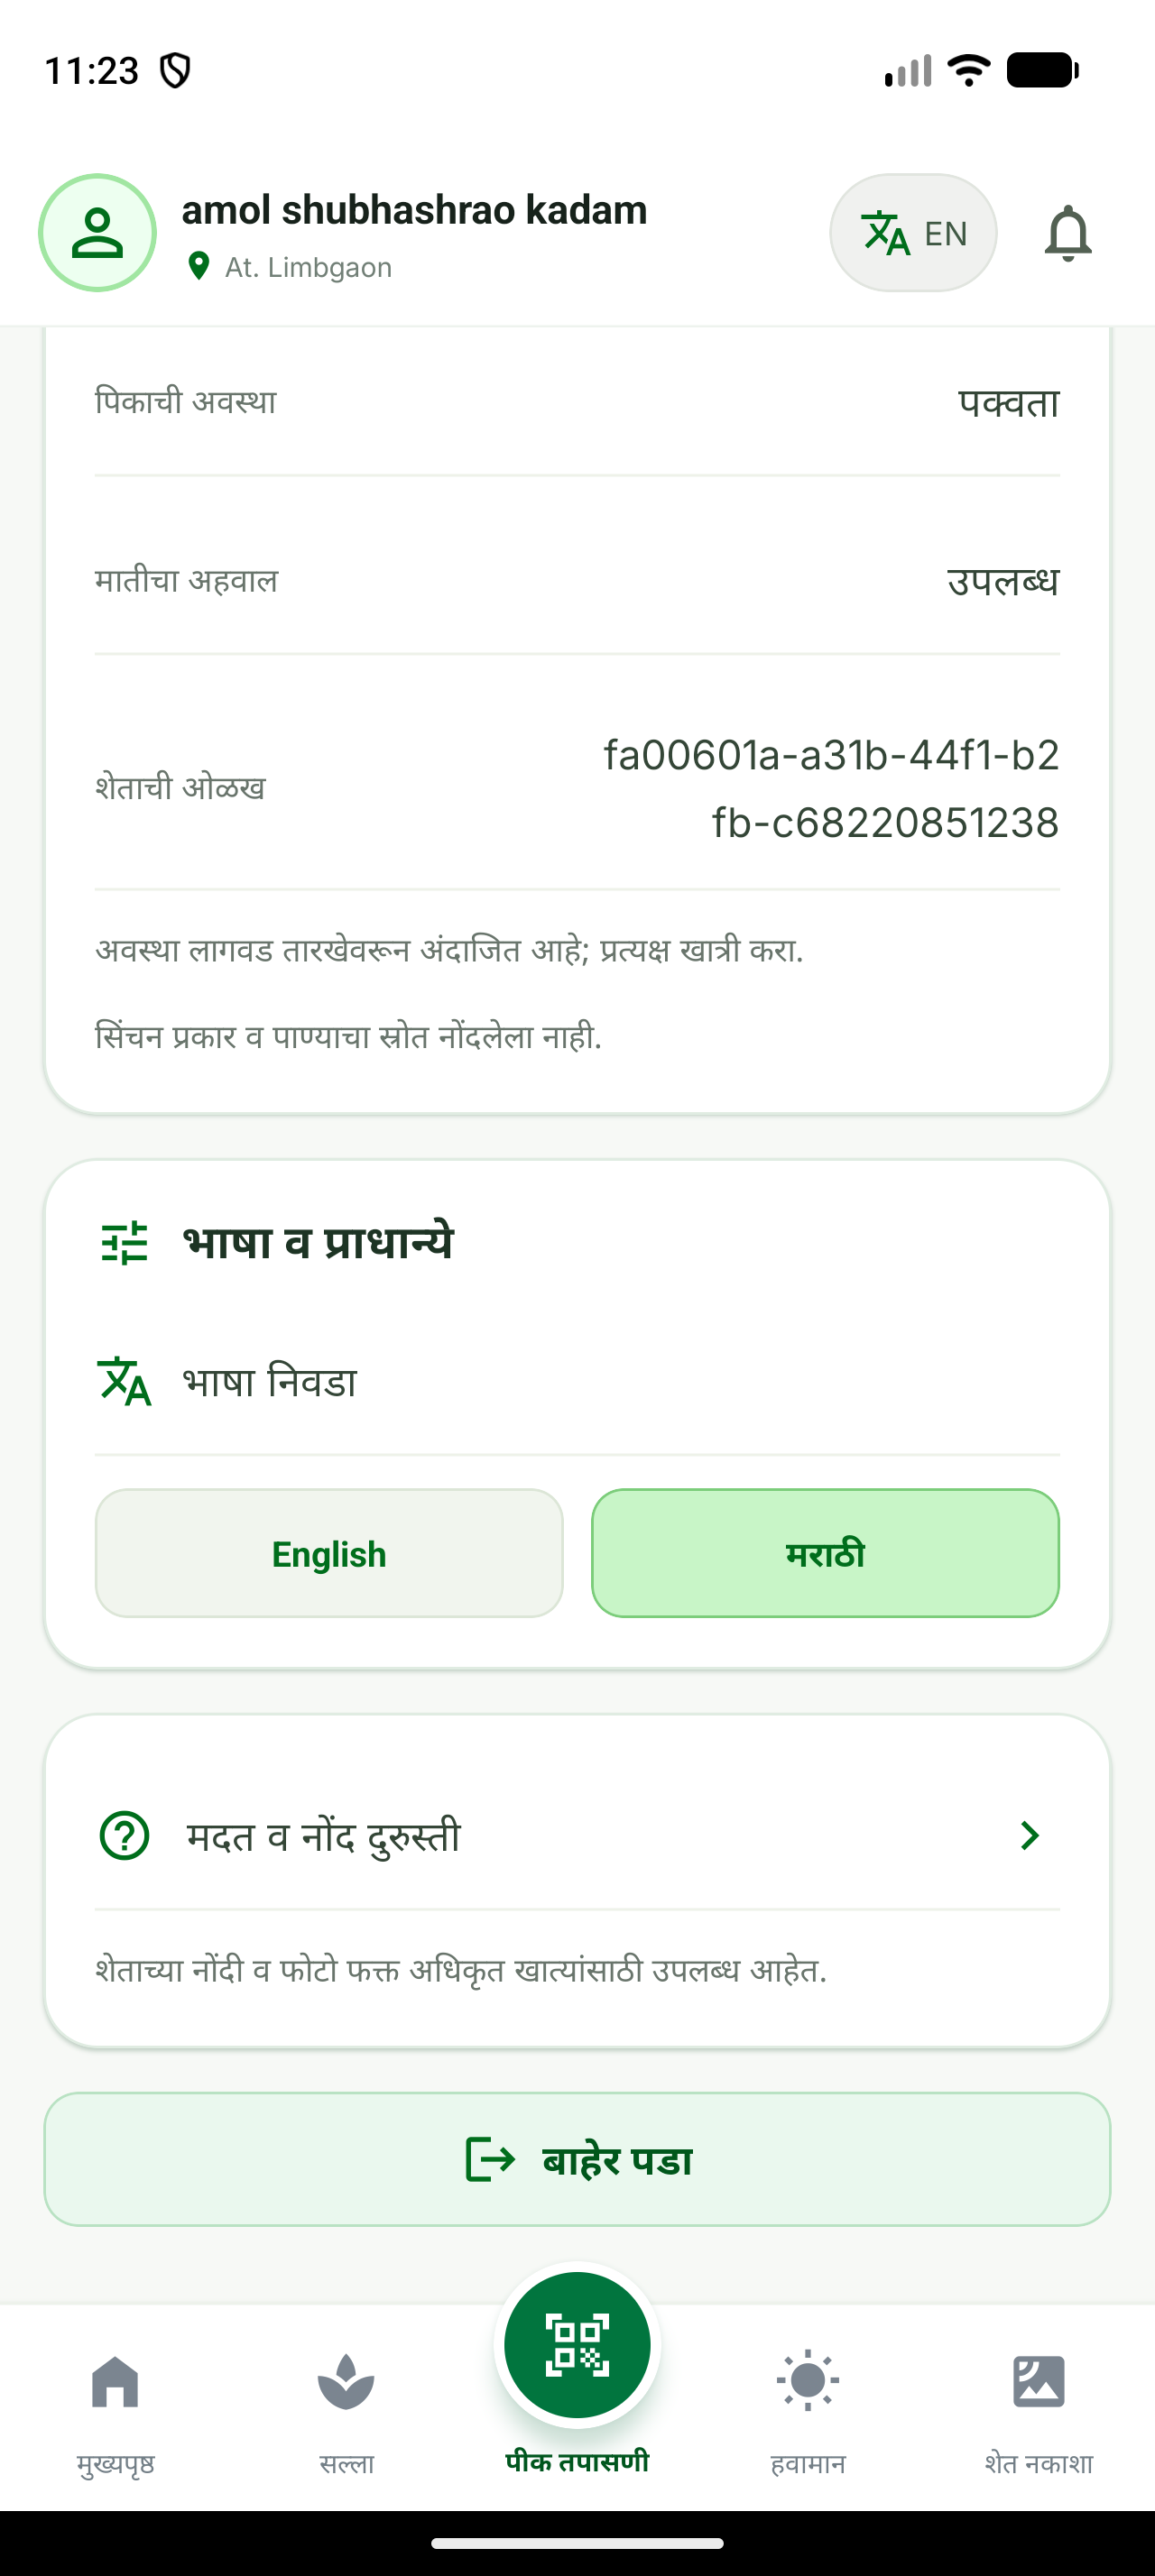 11:23
amol shubhashrao kadam
At. Limbgaon
EN
पिकाची अवस्था
पक्वता
मातीचा अहवाल
उपलब्ध
शेताची ओळख
fa00601a-a31b-44f1-b2
fb-c68220851238
अवस्था लागवड तारखेवरून अंदाजित आहे; प्रत्यक्ष खात्री करा.
सिंचन प्रकार व पाण्याचा स्रोत नोंदलेला नाही.
भाषा व प्राधान्ये
भाषा निवडा
English
मराठी
मदत व नोंद दुरुस्ती
शेताच्या नोंदी व फोटो फक्त अधिकृत खात्यांसाठी उपलब्ध आहेत.
बाहेर पडा
मुख्यपृष्ठ
सल्ला
पीक तपासणी
हवामान
शेत नकाशा